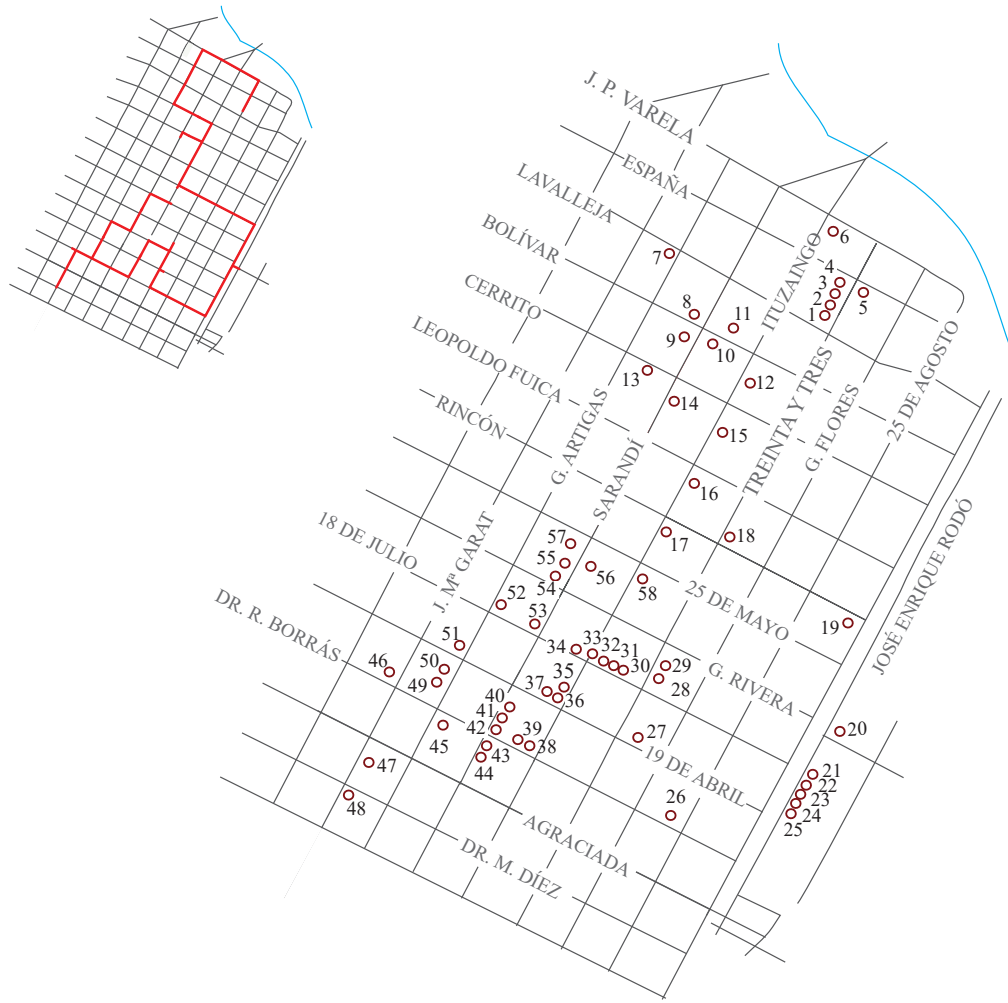 J. P. VARELA
ESPAÑA
LAVALLEJA
BOLÍVAR
CERRITO
LEOPOLDO FUICA
RINCÓN
18 DE JULIO
DR. R. BORRÁS
J. Mª GARAT
G. ARTIGAS
SARANDÍ
ITUZAINGO
TREINTA Y TRES
G. FLORES
25 DE AGOSTO
JOSÉ ENRIQUE RODÓ
25 DE MAYO
G. RIVERA
19 DE ABRIL
AGRACIADA
DR. M. DÍEZ
1
2
3
4
5
6
7
8
9
10
11
12
13
14
15
16
17
18
19
20
21
22
23
24
25
26
27
28
29
30
31
32
33
34
35
36
37
38
39
40
41
42
43
44
45
46
47
48
49
50
51
52
53
54
55
56
57
58